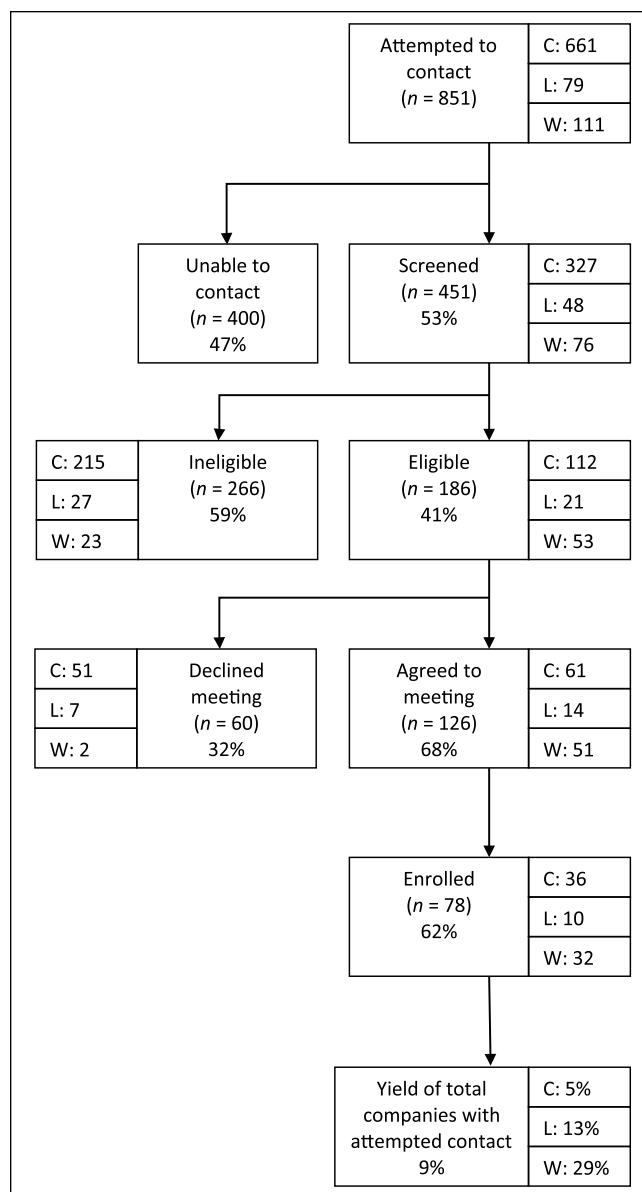 Attempted to
contact
(n = 851)
C: 661
L: 79
W: 111
Unable to
contact
(n = 400)
47%
Screened
(n = 451)
53%
C: 327
L: 48
W: 76
C: 215
L: 27
W: 23
Ineligible
(n = 266)
59%
Eligible
(n = 186)
41%
C: 112
L: 21
W: 53
C: 51
L: 7
W: 2
Declined
meeting
(n = 60)
32%
Agreed to
meeting
(n = 126)
68%
C: 61
L: 14
W: 51
Enrolled
(n = 78)
62%
C: 36
L: 10
W: 32
Yield of total
companies with
attempted contact
9%
C: 5%
L: 13%
W: 29%